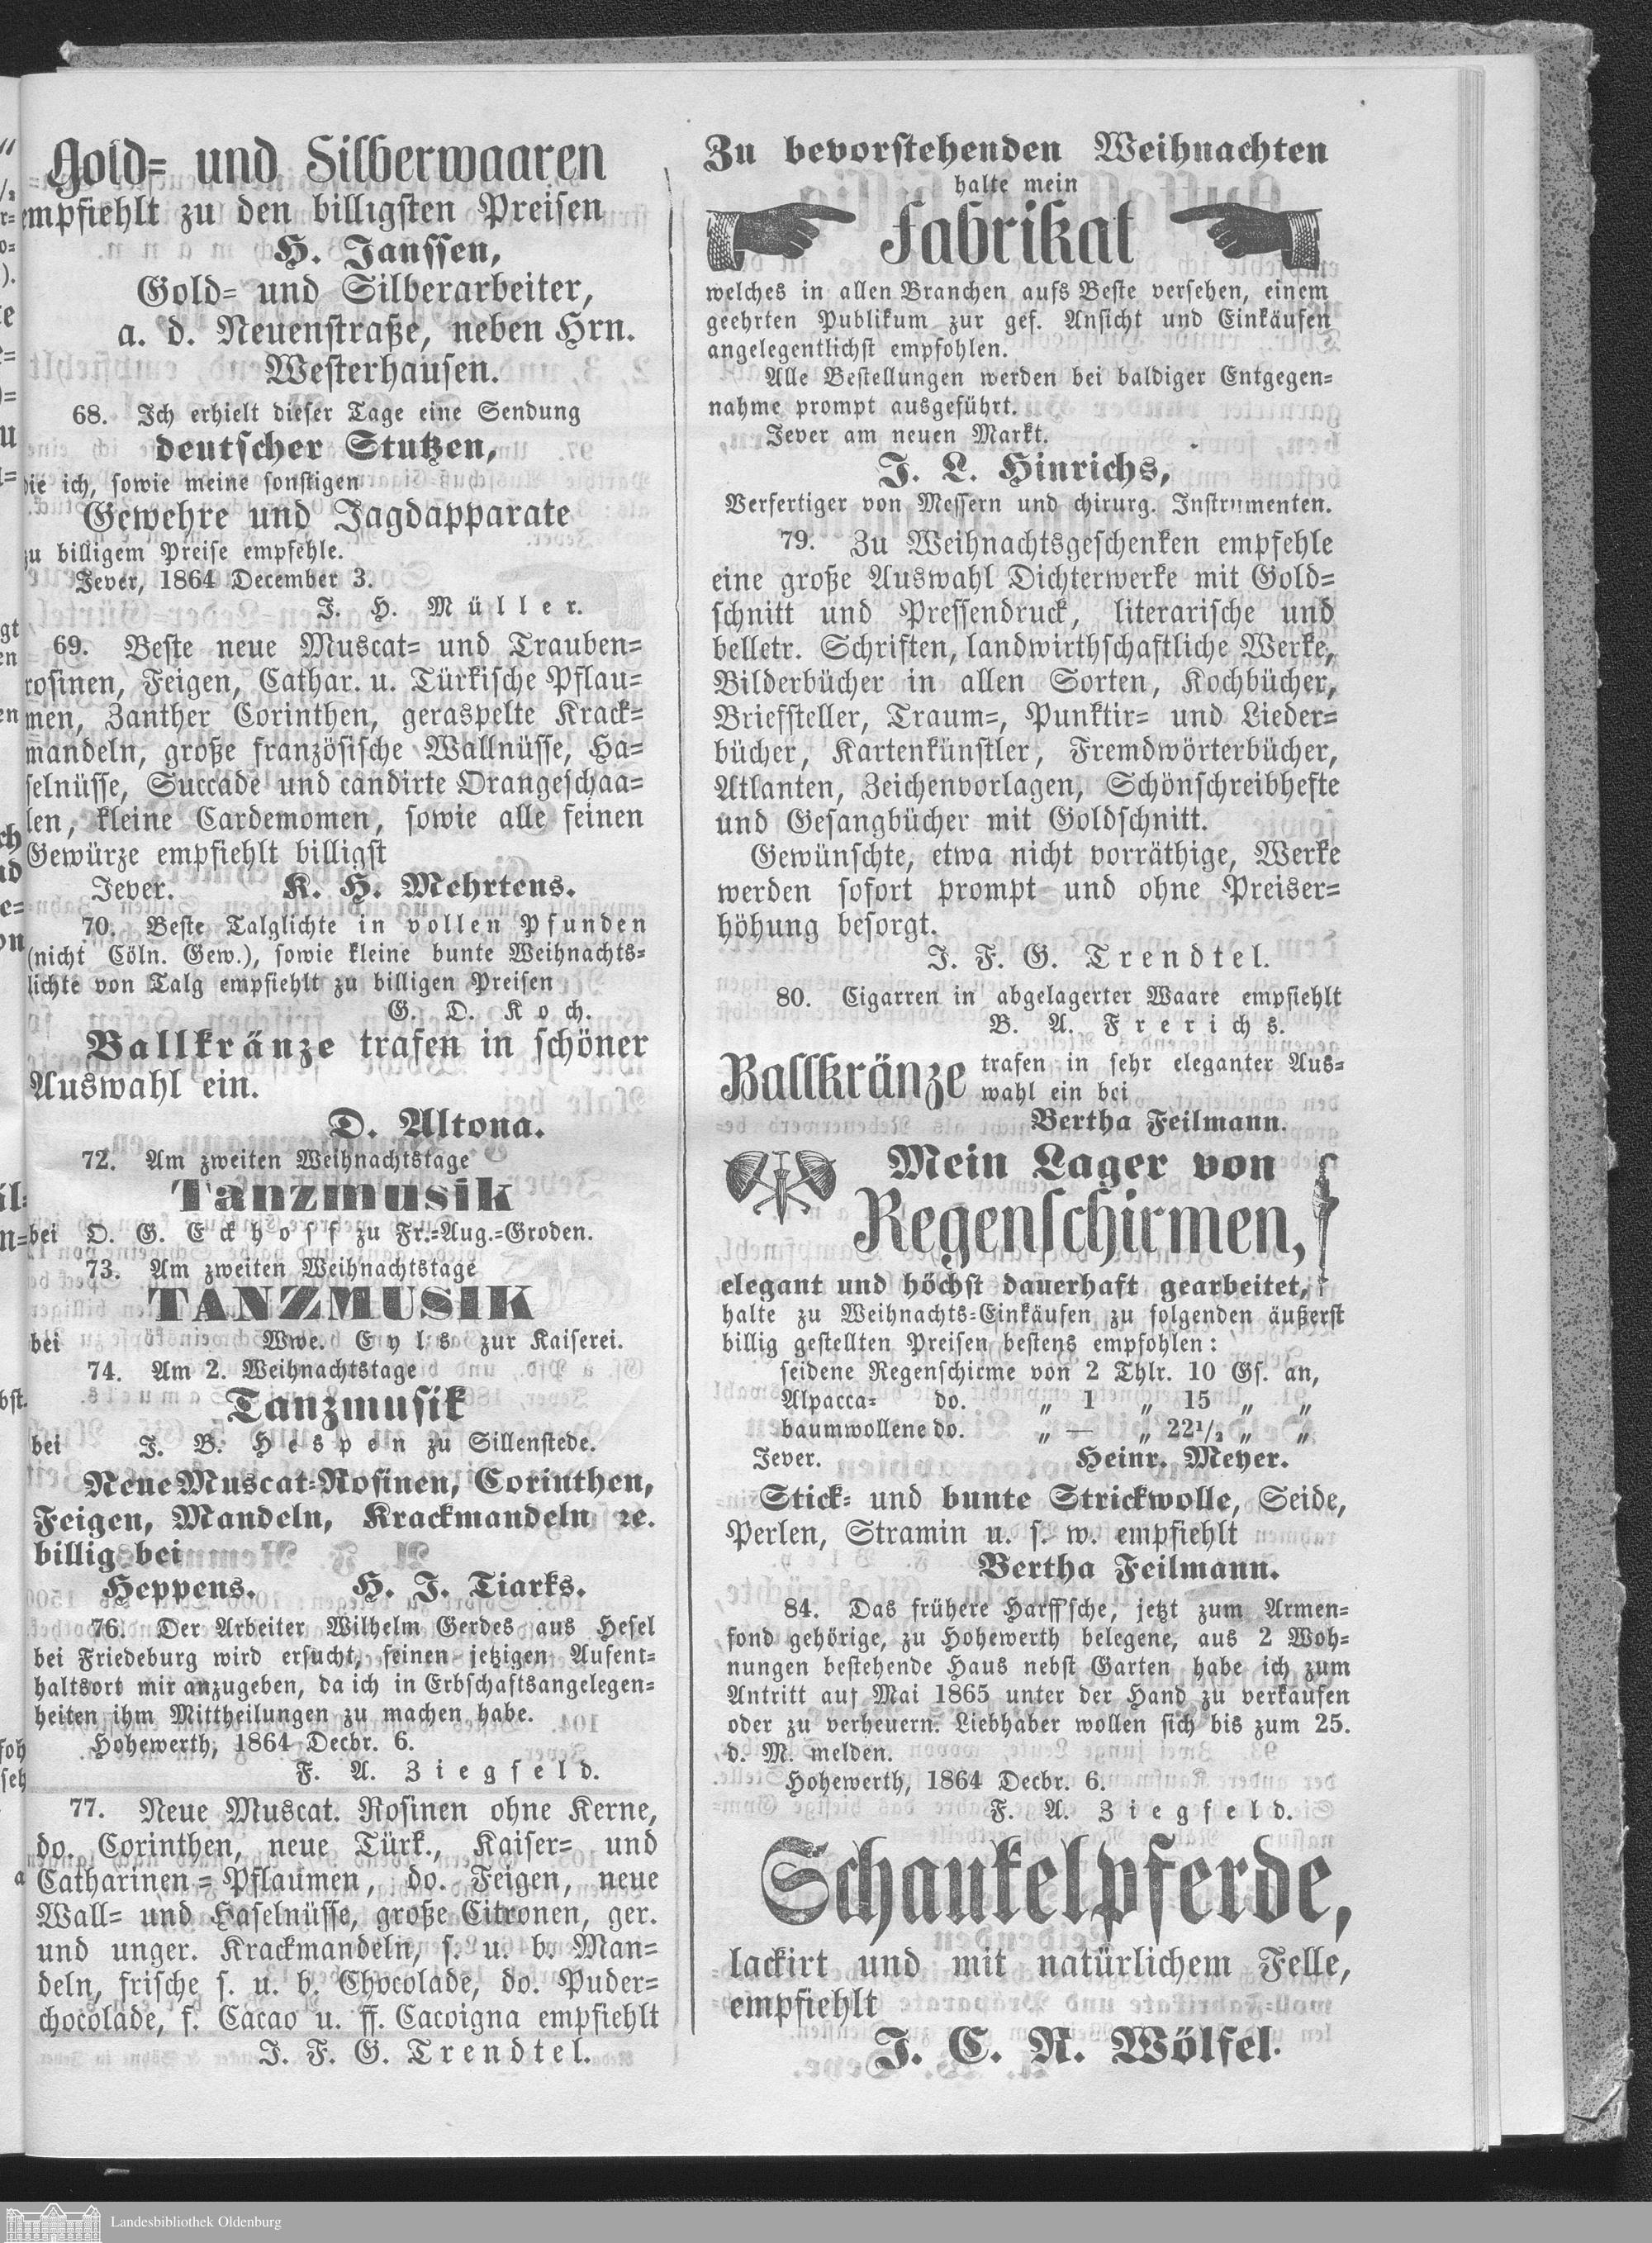 Gold- und Silberwaaren
empfiehlt zu den billigsten Preisen
H. Janssen,
Gold- und Silberarbeiter,
a. d. Neuenstraße, neben Hrn.
Westerhausen.
68. Ich erhielt dieser Tage eine Sendung
deutscher Stutzen,
die ich, sowie meine sonstigen
Gewehre und Jagdapparate
zu billigem Preise empfehle.
Jever, 1864 December 3.
J. H. Müller.
69. Beste neue Muscat- und Trauben-
rosinen, Feigen, Cathar. u. Türkische Pflau-
men, Zanther Corinthen, geraspelte Krack-
mandeln, große französische Wallnüsse, Ha-
selnüsse, Succade und candirte Orangeschaa-
len, kleine Cardemomen, sowie alle feinen
Gewürze empfiehlt billigst
Jever. K. H. Mehrtens.
70. Beste Talglichte in vollen Pfunden
(nicht Cöln. Gew.), sowie kleine bunte Weihnachts-
lichte von Talg empfiehlt zu billigen Preisen
G. D. Koch.
Ballkränze trafen in schöner
Auswahl ein.
D. Altona.
72. Am zweiten Weihnachtstage
Tanzmusik
bei D. G. Eckhoff zu Fr.-Aug.-Groden.
73. Am zweiten Weihnachtstage
TANZMUSIK
bei Wwe. Eyls zur Kaiserei.
74. Am 2. Weihnachtstage
Tanzmusik
bei J. B. Hespen zu Sillenstede.
Neue Muscat-Rosinen, Corinthen,
Feigen, Mandeln, Krackmandeln ꝛc.
billig bei
Heppens. H. J. Tiarks.
76. Der Arbeiter Wilhelm Gerdes aus Hesel
bei Friedeburg wird ersucht, seinen jetzigen Aufent-
haltsort mir anzugeben, da ich in Erbschaftsangelegen-
heiten ihm Mittheilungen zu machen habe.
Hohewerth, 1864 Decbr. 6.
F. A. Ziegfeld.
77. Neue Muscat. Rosinen ohne Kerne,
do. Corinthen, neue Türk., Kaiser- und
Catharinen-Pflaumen, do. Feigen, neue
Wall- und Haselnüsse, große Citronen, ger.
und unger. Krackmandeln, s. u. b. Man-
deln, frische s. u. b. Chocolade, do. Puder-
chocolade, f. Cacao u. ff. Cacoigna empfiehlt
J. F. G. Trendtel.
Zu bevorstehenden Weihnachten
halte mein
Fabrikat
welches in allen Branchen aufs Beste versehen, einem
geehrten Publikum zur gef. Ansicht und Einkäufen
angelegentlichst empfohlen.
Alle Bestellungen werden bei baldiger Entgegen-
nahme prompt ausgeführt.
Jever am neuen Markt.
J. L. Hinrichs,
Verfertiger von Messern und chirurg. Instrumenten.
79. Zu Weihnachtsgeschenken empfehle
eine große Auswahl Dichterwerke mit Gold-
schnitt und Pressendruck, literarische und
belletr. Schriften, landwirthschaftliche Werke,
Bilderbücher in allen Sorten, Kochbücher,
Briefsteller, Traum-, Punktir- und Lieder-
bücher, Kartenkünstler, Fremdwörterbücher,
Atlanten, Zeichenvorlagen, Schönschreibhefte
und Gesangbücher mit Goldschnitt.
Gewünschte, etwa nicht vorräthige, Werke
werden sofort prompt und ohne Preiser-
höhung besorgt.
J. F. G. Trendtel.
80. Cigarren in abgelagerter Waare empfiehlt
B. A. Frerichs.
Ballkränze trafen in sehr eleganter Aus-
wahl ein bei
Bertha Feilmann.
Mein Lager von
Regenschirmen,
elegant und höchst dauerhaft gearbeitet,
halte zu Weihnachts-Einkäufen zu folgenden äußerst
billig gestellten Preisen bestens empfohlen:
seidene Regenschirme von 2 Thlr. 10 Gs. an,
Alpacca- do. „ 1 „ 15 „ „
baumwollene do. „ — „ 22½ „ „
Jever. Heinr. Meyer.
Stick- und bunte Strickwolle, Seide,
Perlen, Stramin u. s. w. empfiehlt
Bertha Feilmann.
84. Das frühere Harff'sche, jetzt zum Armen-
fond gehörige, zu Hohewerth belegene, aus 2 Woh-
nungen bestehende Haus nebst Garten habe ich zum
Antritt auf Mai 1865 unter der Hand zu verkaufen
oder zu verheuern. Liebhaber wollen sich bis zum 25.
d. M. melden.
Hohewerth, 1864 Decbr. 6.
F. A. Ziegfeld.
Schaukelpferde,
lackirt und mit natürlichem Felle,
empfiehlt
J. C. R. Wölfel.
Landesbibliothek Oldenburg